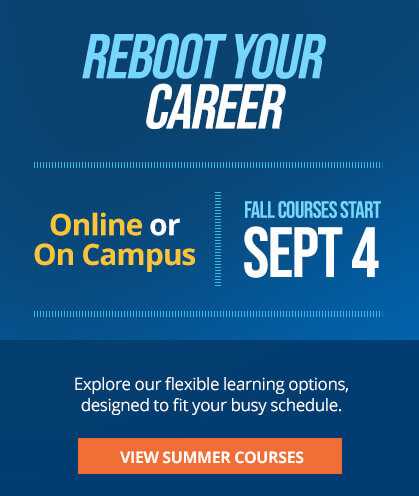 REBOOT YOUR
CAREER
Online or
On Campus
FALL COURSES START
SEPT 4
Explore our flexible learning options,
designed to fit your busy schedule.
VIEW SUMMER COURSES